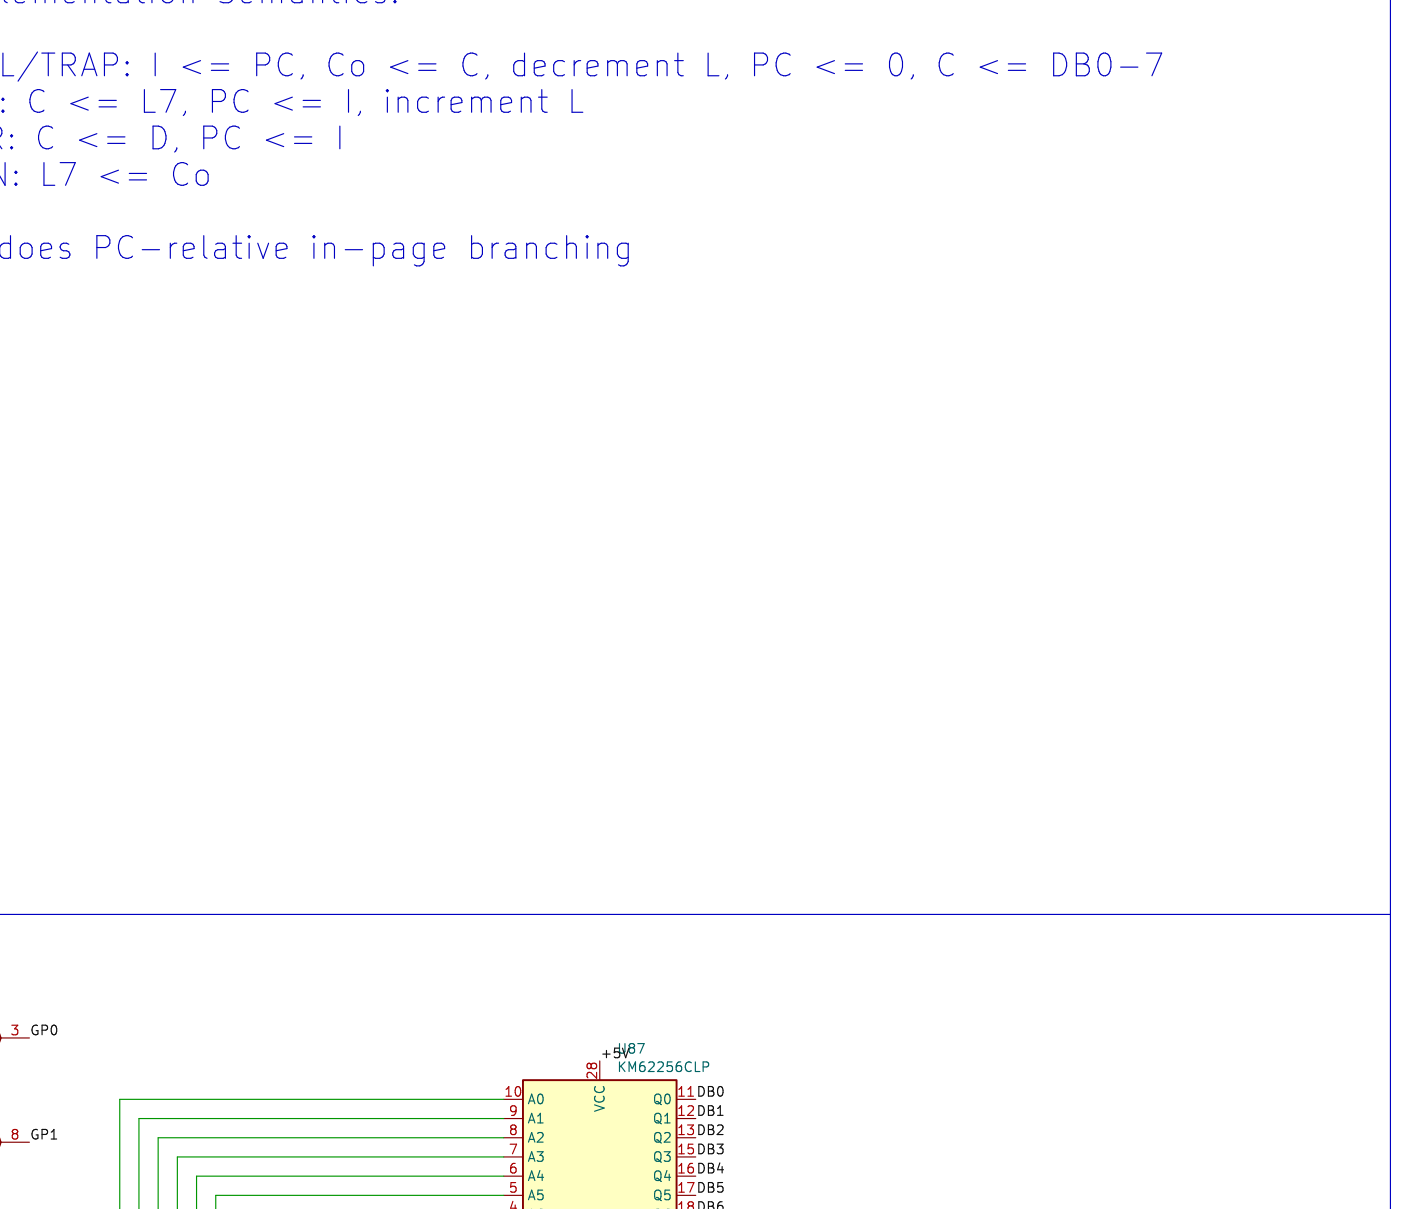 L/TRAP: I <= PC, Co <= C, decrement L, PC <= 0, C <= DB0-7
: C <= L7, PC <= I, increment L
R: C <= D, PC <= I
N: L7 <= Co
does PC-relative in-page branching
3 GP0
8 GP1
U87
+5V
KM62256CLP
28
VCC
10 A0 Q0 11 DB0
9 A1 Q1 12 DB1
8 A2 Q2 13 DB2
7 A3 Q3 15 DB3
6 A4 Q4 16 DB4
5 A5 Q5 17 DB5
4 18 DB6